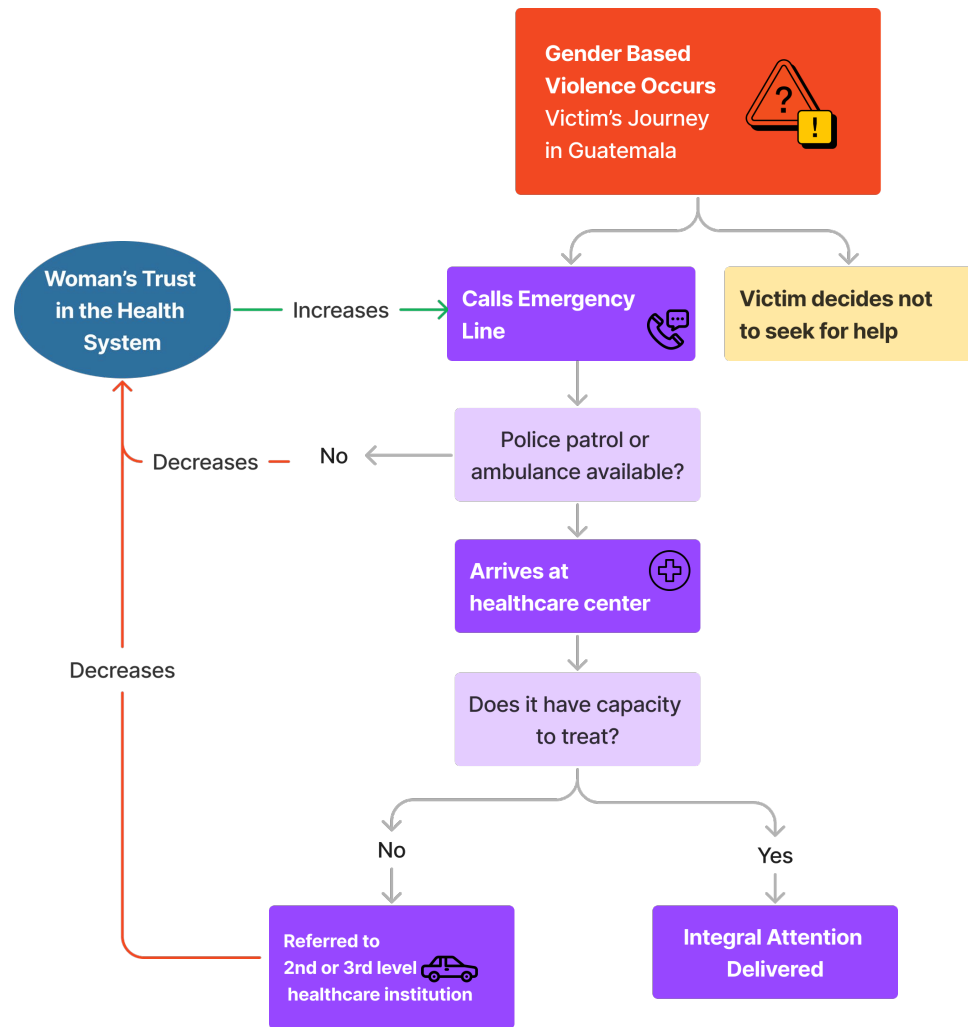 Gender Based
Violence Occurs
Victim's Journey
in Guatemala
?
!
Woman's Trust
in the Health
System
Increases
Calls Emergency
Line
Victim decides not
to seek for help
Police patrol or
ambulance available?
No
Decreases
Arrives at
healthcare center
Decreases
Does it have capacity
to treat?
No
Yes
Referred to
2nd or 3rd level
healthcare institution
Integral Attention
Delivered